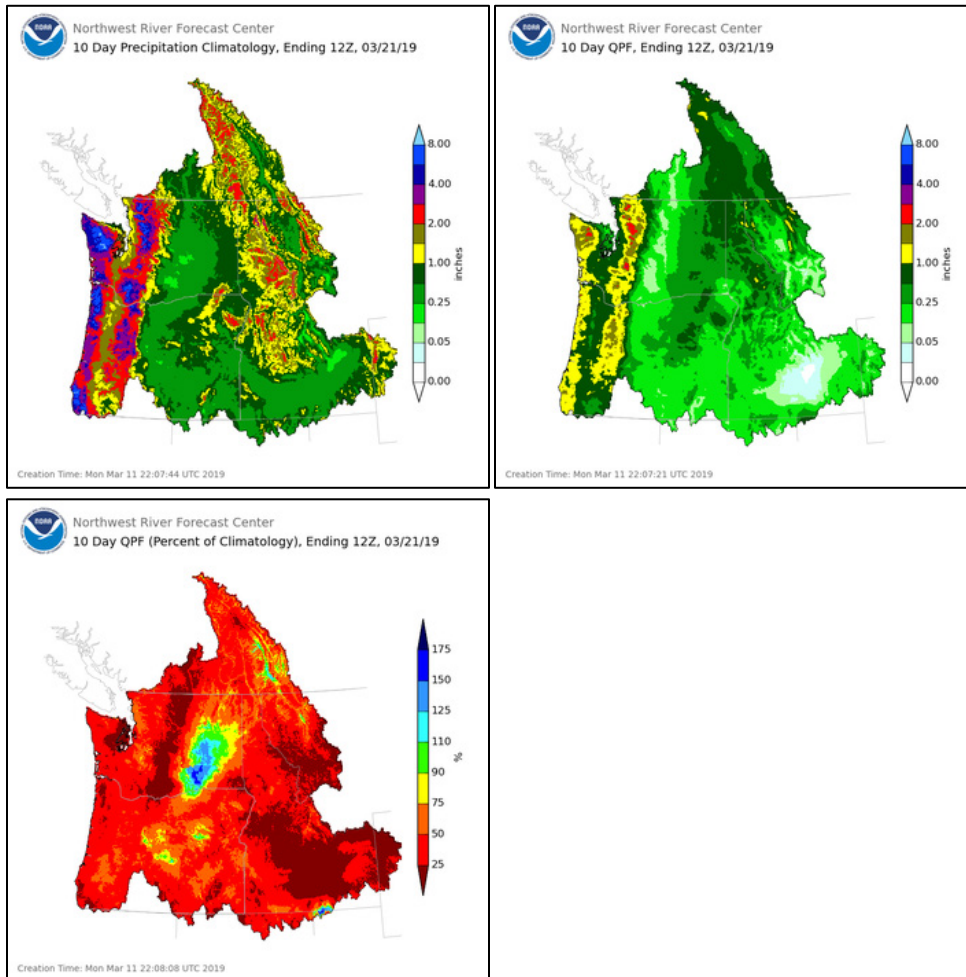 NOAA
Northwest River Forecast Center
10 Day Precipitation Climatology, Ending 12Z, 03/21/19
8.00
4.00
2.00
1.00
0.25
0.05
0.00
inches
Creation Time: Mon Mar 11 22:07:44 UTC 2019
NOAA
Northwest River Forecast Center
10 Day QPF, Ending 12Z, 03/21/19
8.00
4.00
2.00
1.00
0.25
0.05
0.00
inches
Creation Time: Mon Mar 11 22:07:21 UTC 2019
NOAA
Northwest River Forecast Center
10 Day QPF (Percent of Climatology), Ending 12Z, 03/21/19
175
150
125
110
90
75
50
25
%
Creation Time: Mon Mar 11 22:08:08 UTC 2019